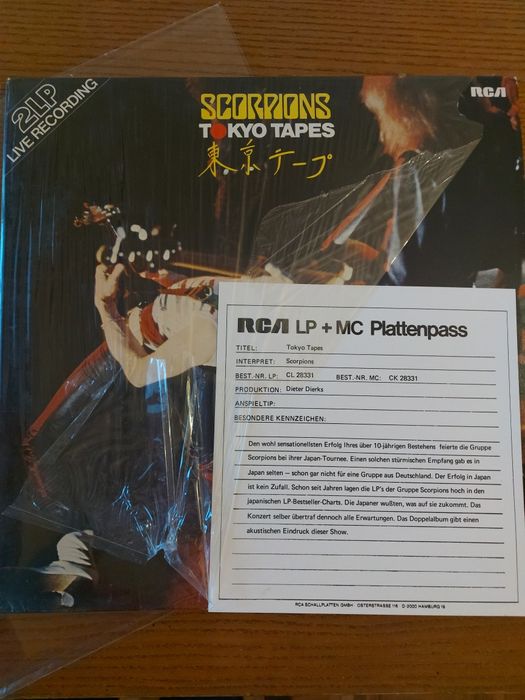 2LP
LIVE RECORDING
RCA
SCORPIONS
TOKYO TAPES
東京テープ
RCA LP + MC Plattenpass
TITEL: Tokyo Tapes
INTERPRET: Scorpions
BEST.-NR. LP: CL 28331 BEST.-NR. MC: CK 28331
PRODUKTION: Dieter Dierks
ANSPIELTIP:
BESONDERE KENNZEICHEN:
Den wohl sensationellsten Erfolg Ihres über 10-jährigen Bestehens feierte die Gruppe
Scorpions bei ihrer Japan-Tournee. Einen solchen stürmischen Empfang gab es in
Japan selten — schon gar nicht für eine Gruppe aus Deutschland. Der Erfolg in Japan
ist kein Zufall. Schon seit Jahren lagen die LP's der Gruppe Scorpions hoch in den
japanischen LP-Bestseller-Charts. Die Japaner wußten, was auf sie zukommt. Das
Konzert selber übertraf dennoch alle Erwartungen. Das Doppelalbum gibt einen
akustischen Eindruck dieser Show.
RCA SCHALLPLATTEN GMBH · OSTERSTRASSE 116 · D-2000 HAMBURG 19